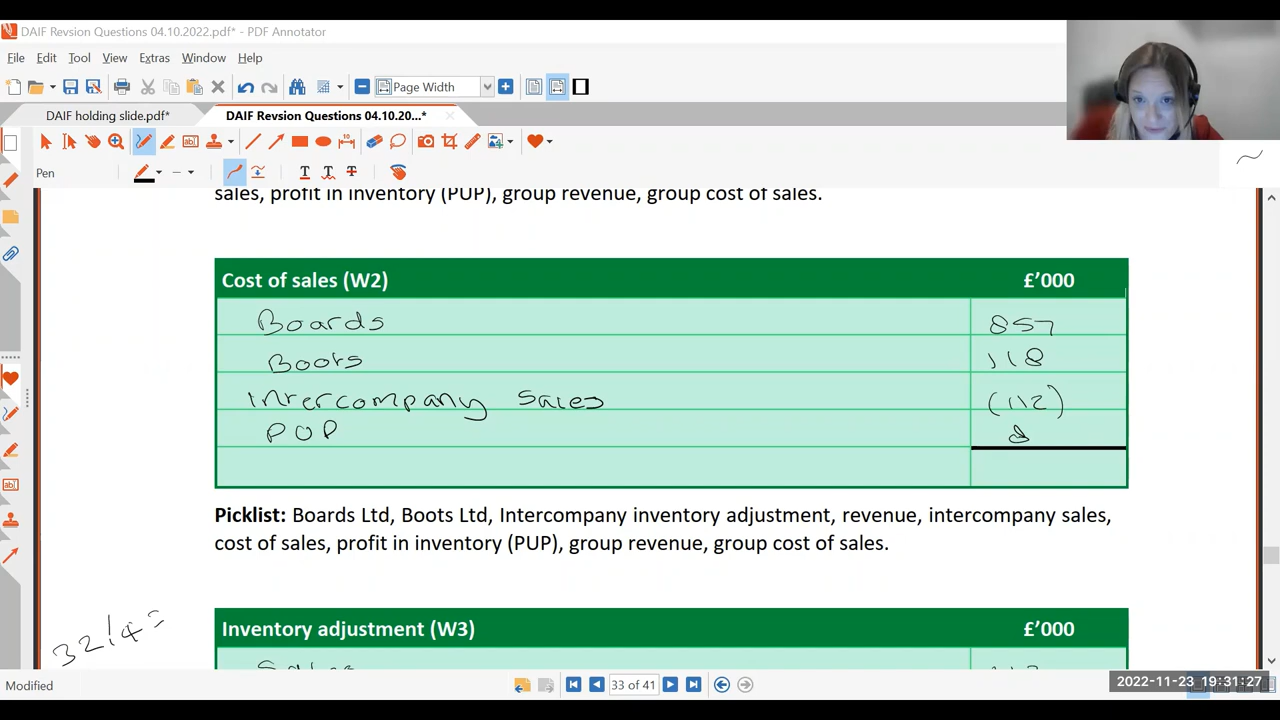 DAIF Revsion Questions 04.10.2022.pdf* - PDF Annotator
File Edit Tool View Extras Window Help
Page Width
DAIF holding slide.pdf*
DAIF Revsion Questions 04.10.20...*
Pen
sales, profit in inventory (PUP), group revenue, group cost of sales.
Cost of sales (W2) £’000
Boards 857
Boots 118
Intercompany sales (112)
PUP 8
Picklist: Boards Ltd, Boots Ltd, Intercompany inventory adjustment, revenue, intercompany sales,
cost of sales, profit in inventory (PUP), group revenue, group cost of sales.
32/4=
Inventory adjustment (W3) £’000
Sales
Modified
33 of 41
2022-11-23 19:31:27